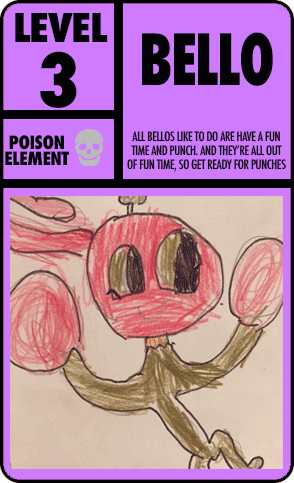 LEVEL
3
BELLO
POISON
ELEMENT
ALL BELLOS LIKE TO DO ARE HAVE A FUN
TIME AND PUNCH. AND THEY'RE ALL OUT
OF FUN TIME, SO GET READY FOR PUNCHES